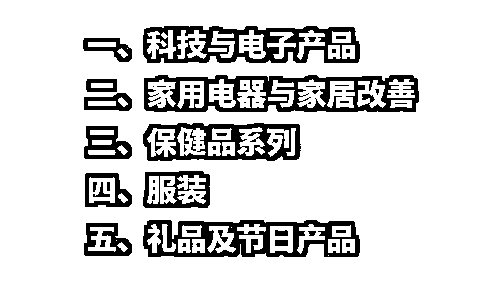 一、科技与电子产品
二、家用电器与家居改善
三、保健品系列
四、服装
五、礼品及节日产品